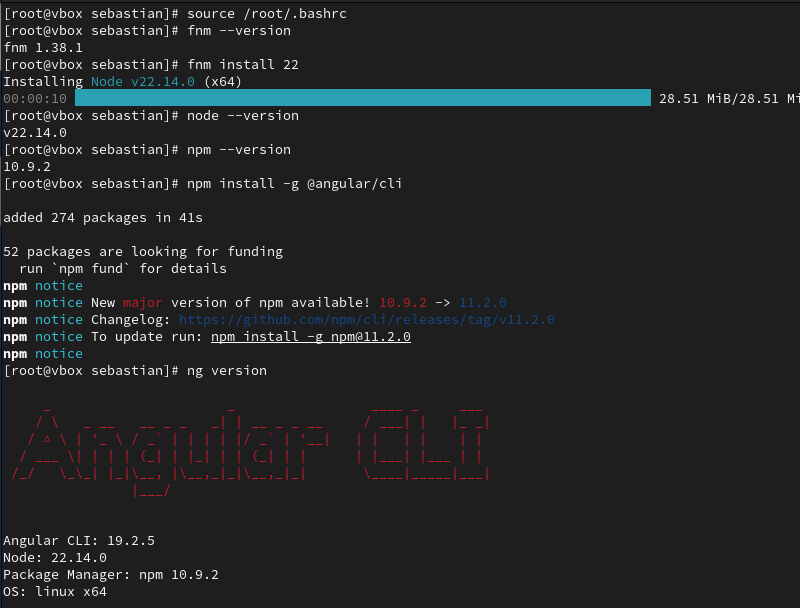 [root@vbox sebastian]# source /root/.bashrc
[root@vbox sebastian]# fnm --version
fnm 1.38.1
[root@vbox sebastian]# fnm install 22
Installing Node v22.14.0 (x64)
00:00:10 28.51 MiB/28.51 Mi
[root@vbox sebastian]# node --version
v22.14.0
[root@vbox sebastian]# npm --version
10.9.2
[root@vbox sebastian]# npm install -g @angular/cli
added 274 packages in 41s
52 packages are looking for funding
  run `npm fund` for details
npm notice
npm notice New major version of npm available! 10.9.2 -> 11.2.0
npm notice Changelog: https://github.com/npm/cli/releases/tag/v11.2.0
npm notice To update run: npm install -g npm@11.2.0
npm notice
[root@vbox sebastian]# ng version
Angular CLI
Angular CLI: 19.2.5
Node: 22.14.0
Package Manager: npm 10.9.2
OS: linux x64